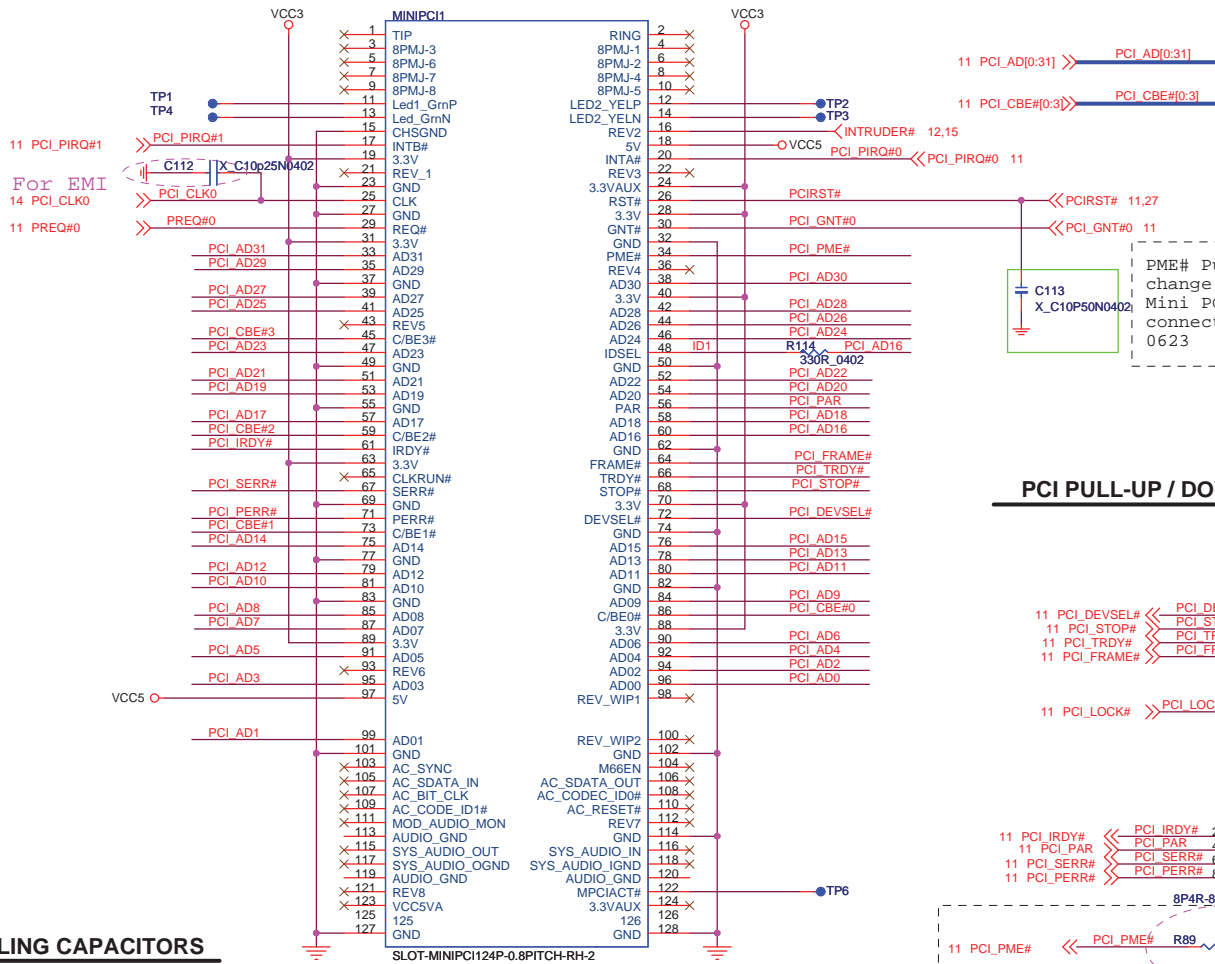 VCC3
VCC3
MINIPCI1
1 TIP RING 2
3 8PMJ-3 8PMJ-1 4
5 8PMJ-6 8PMJ-2 6
7 8PMJ-7 8PMJ-4 8
9 8PMJ-8 8PMJ-5 10
TP1 11 Led1_GrnP LED2_YELP 12 TP2
TP4 13 Led_GrnN LED2_YELN 14 TP3
15 CHSGND REV2 16 INTRUDER# 12,15
11 PCI_PIRQ#1 PCI_PIRQ#1 17 INTB# 5V 18 VCC5
19 3.3V INTA# 20 PCI_PIRQ#0 PCI_PIRQ#0 11
C112 X_C10p25N0402 21 REV_1 REV3 22
For EMI
23 GND 3.3VAUX 24
14 PCI_CLK0 PCI_CLK0 25 CLK RST# 26 PCIRST# PCIRST# 11,27
27 GND 3.3V 28
11 PREQ#0 PREQ#0 29 REQ# GNT# 30 PCI_GNT#0 PCI_GNT#0 11
31 3.3V GND 32
PCI_AD31 33 AD31 PME# 34 PCI_PME#
PCI_AD29 35 AD29 REV4 36
37 GND AD30 38 PCI_AD30
PCI_AD27 39 AD27 3.3V 40
PCI_AD25 41 AD25 AD28 42 PCI_AD28
43 REV5 AD26 44 PCI_AD26
PCI_CBE#3 45 C/BE3# AD24 46 PCI_AD24
PCI_AD23 47 AD23 IDSEL 48 ID1 R114 330R_0402 PCI_AD16
49 GND GND 50
PCI_AD21 51 AD21 AD22 52 PCI_AD22
PCI_AD19 53 AD19 AD20 54 PCI_AD20
55 GND PAR 56 PCI_PAR
PCI_AD17 57 AD17 AD18 58 PCI_AD18
PCI_CBE#2 59 C/BE2# AD16 60 PCI_AD16
PCI_IRDY# 61 IRDY# GND 62
63 3.3V FRAME# 64 PCI_FRAME#
65 CLKRUN# TRDY# 66 PCI_TRDY#
PCI_SERR# 67 SERR# STOP# 68 PCI_STOP#
69 GND 3.3V 70
PCI_PERR# 71 PERR# DEVSEL# 72 PCI_DEVSEL#
PCI_CBE#1 73 C/BE1# GND 74
PCI_AD14 75 AD14 AD15 76 PCI_AD15
77 GND AD13 78 PCI_AD13
PCI_AD12 79 AD12 AD11 80 PCI_AD11
PCI_AD10 81 AD10 GND 82
83 GND AD09 84 PCI_AD9
PCI_AD8 85 AD08 C/BE0# 86 PCI_CBE#0
PCI_AD7 87 AD07 3.3V 88
89 3.3V AD06 90 PCI_AD6
PCI_AD5 91 AD05 AD04 92 PCI_AD4
93 REV6 AD02 94 PCI_AD2
PCI_AD3 95 AD03 AD00 96 PCI_AD0
VCC5 97 5V REV_WIP1 98
PCI_AD1 99 AD01 REV_WIP2 100
101 GND GND 102
103 AC_SYNC M66EN 104
105 AC_SDATA_IN AC_SDATA_OUT 106
107 AC_BIT_CLK AC_CODEC_ID0# 108
109 AC_CODE_ID1# AC_RESET# 110
111 MOD_AUDIO_MON REV7 112
113 AUDIO_GND GND 114
115 SYS_AUDIO_OUT SYS_AUDIO_IN 116
117 SYS_AUDIO_OGND SYS_AUDIO_IGND 118
119 AUDIO_GND AUDIO_GND 120
121 REV8 MPCIACT# 122 TP6
123 VCC5VA 3.3VAUX 124
125 125 126 126
127 GND GND 128
SLOT-MINIPCI124P-0.8PITCH-RH-2
LING CAPACITORS
11 PCI_AD[0:31] PCI_AD[0:31]
11 PCI_CBE#[0:3] PCI_CBE#[0:3]
C113
X_C10P50N0402
PME# Pu
change
Mini PC
connect
0623
PCI PULL-UP / DO
11 PCI_DEVSEL# PCI_DE
11 PCI_STOP# PCI_ST
11 PCI_TRDY# PCI_TR
11 PCI_FRAME# PCI_FR
11 PCI_LOCK# PCI_LOC
11 PCI_IRDY# PCI_IRDY# 2
11 PCI_PAR PCI_PAR 4
11 PCI_SERR# PCI_SERR# 6
11 PCI_PERR# PCI_PERR# 8
8P4R-8
11 PCI_PME# PCI_PME# R89